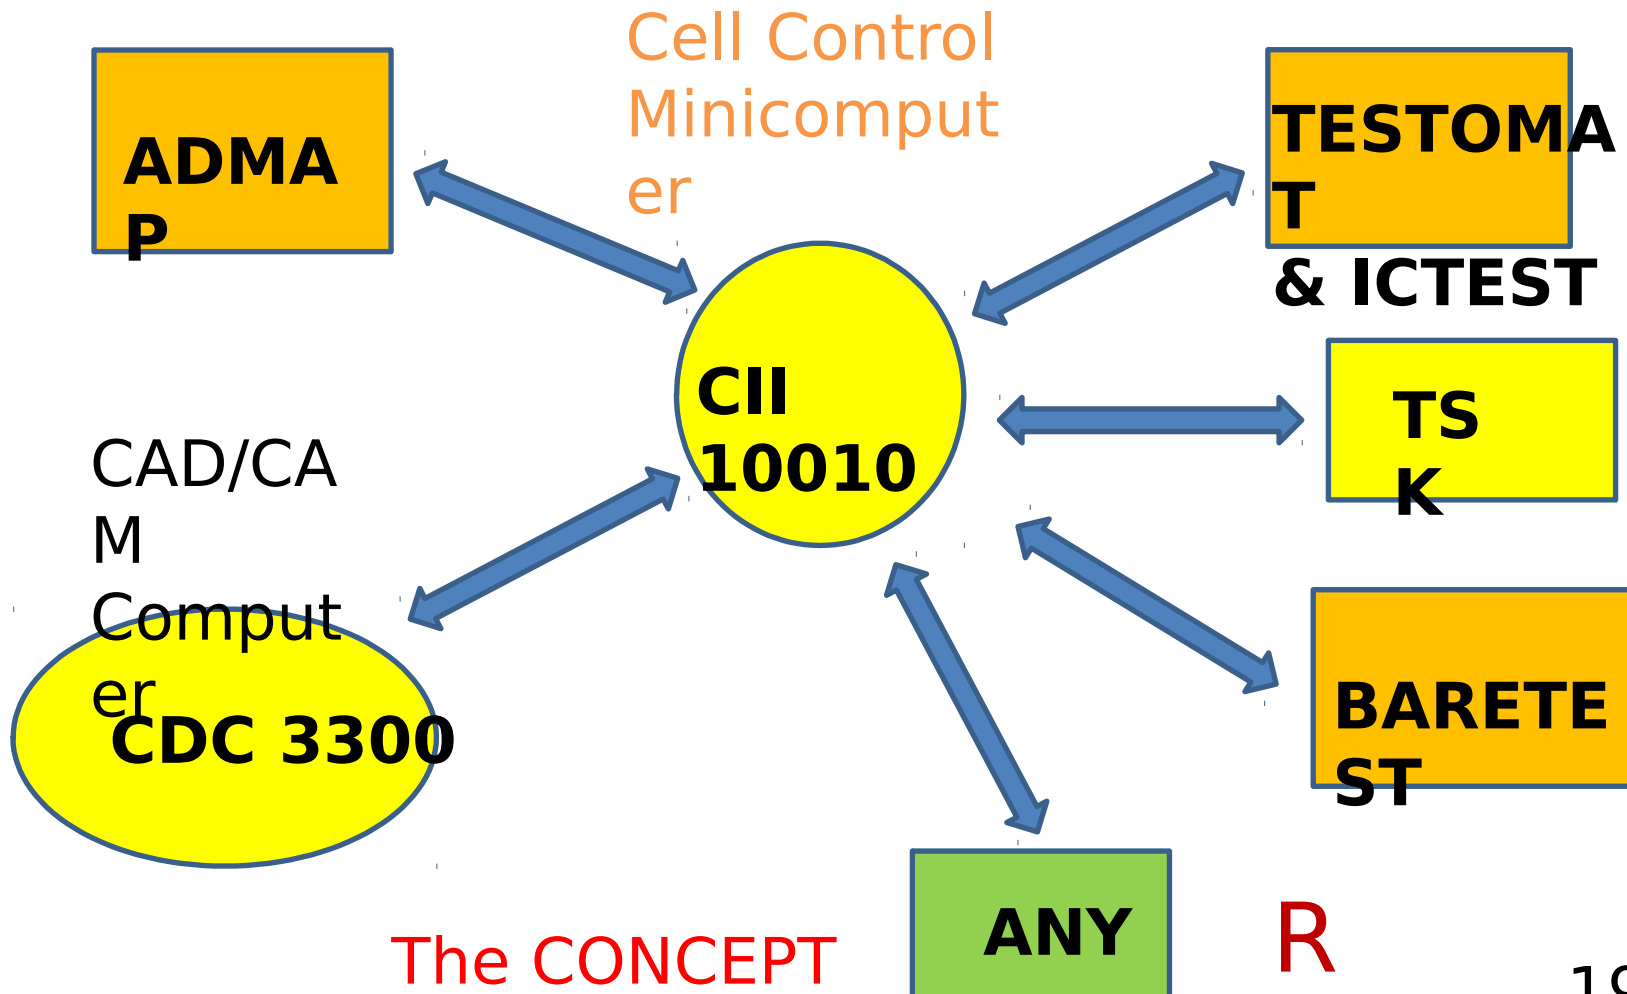 Cell Control
Minicomput
er
ADMA
P
TESTOMA
T
& ICTEST
CII
10010
TS
K
CAD/CA
M
Comput
er
CDC 3300
BARETE
ST
ANY
R
The CONCEPT
19